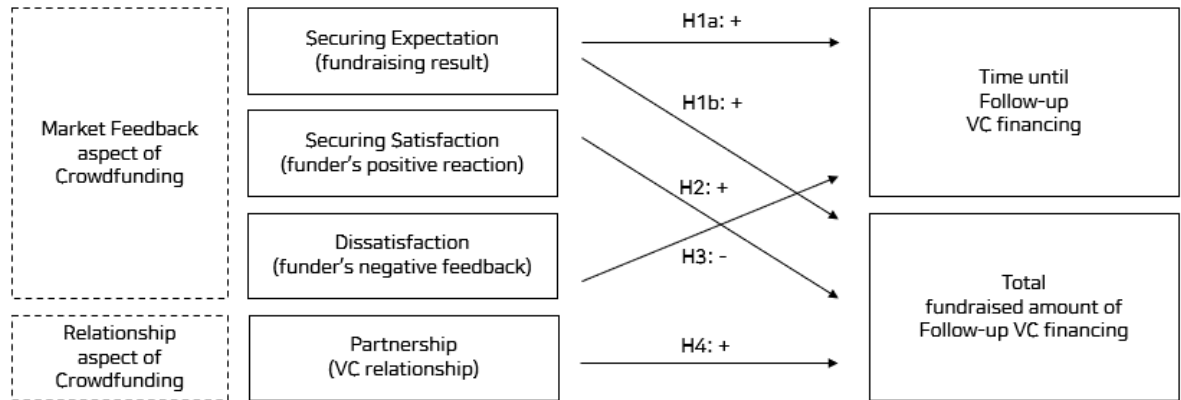 Market Feedback
aspect of
Crowdfunding
Relationship
aspect of
Crowdfunding
Securing Expectation
(fundraising result)
Securing Satisfaction
(funder's positive reaction)
Dissatisfaction
(funder's negative feedback)
Partnership
(VC relationship)
H1a: +
H1b: +
H2: +
H3: -
H4: +
Time until
Follow-up
VC financing
Total
fundraised amount of
Follow-up VC financing